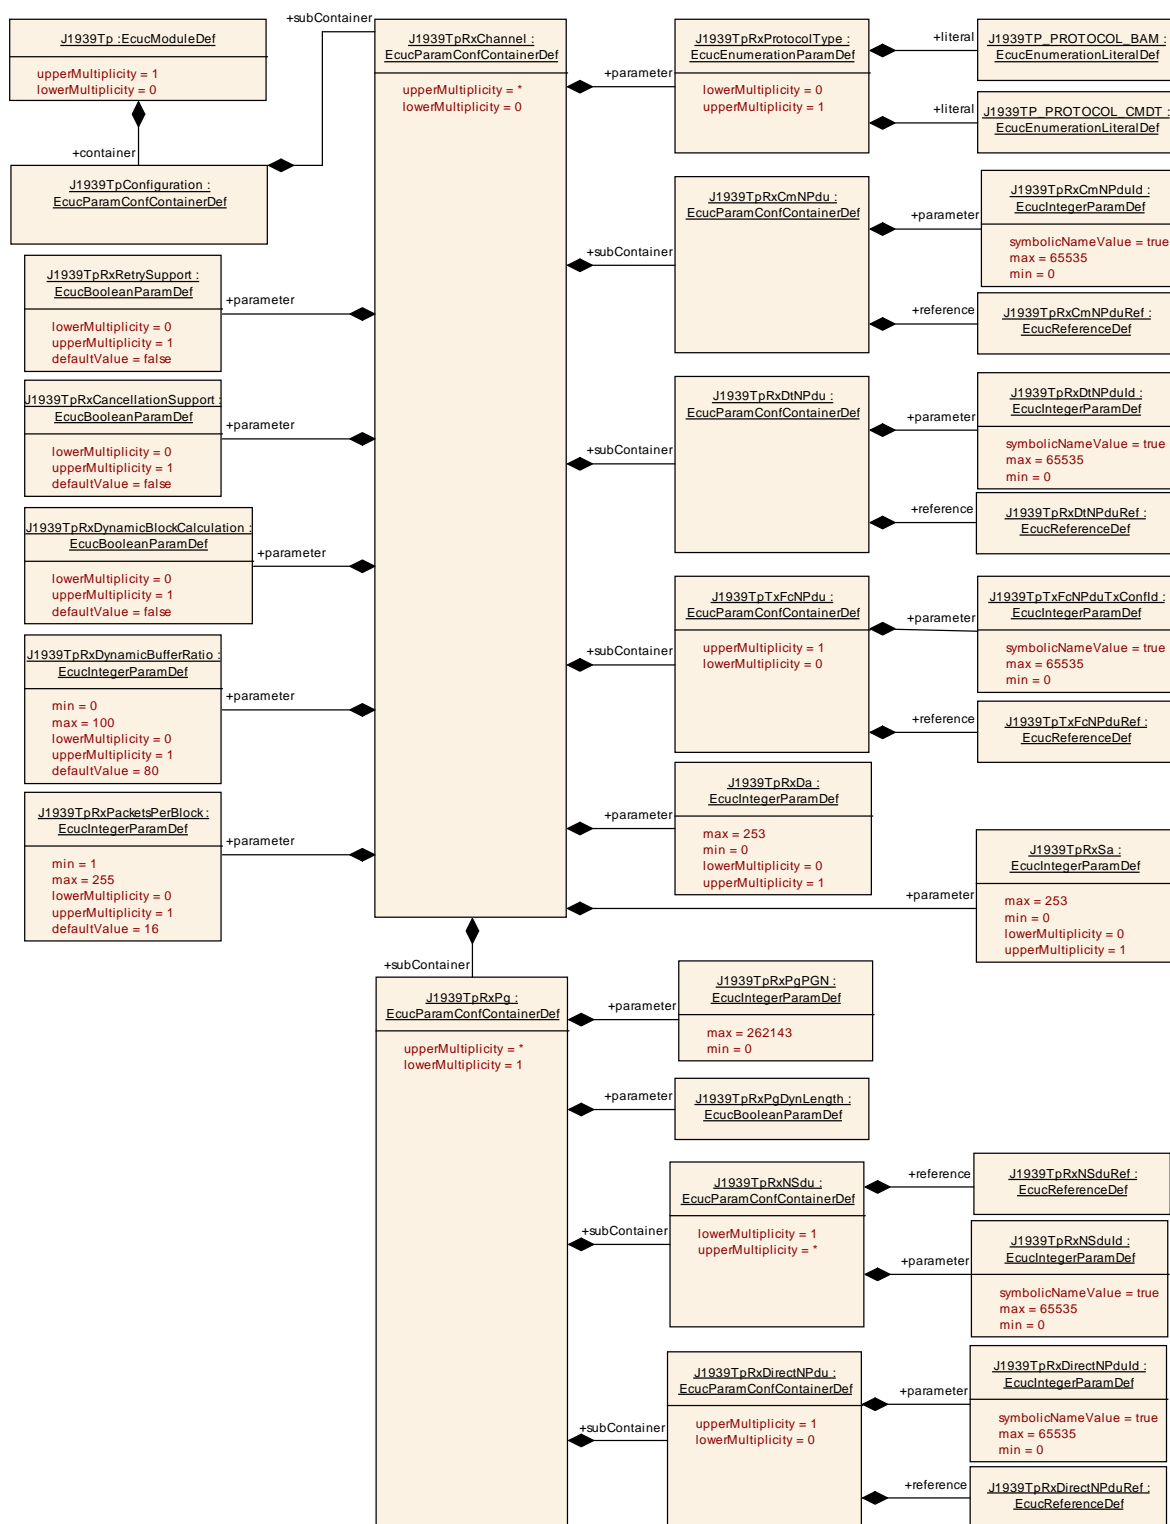 J1939Tp :EcucModuleDef
upperMultiplicity = 1
lowerMultiplicity = 0
+container
J1939TpConfiguration :
EcucParamConfContainerDef
+subContainer
J1939TpRxChannel :
EcucParamConfContainerDef
upperMultiplicity = *
lowerMultiplicity = 0
+parameter
J1939TpRxProtocolType :
EcucEnumerationParamDef
lowerMultiplicity = 0
upperMultiplicity = 1
+literal
J1939TP_PROTOCOL_BAM :
EcucEnumerationLiteralDef
+literal
J1939TP_PROTOCOL_CMDT :
EcucEnumerationLiteralDef
+subContainer
J1939TpRxCmNPdu :
EcucParamConfContainerDef
+parameter
J1939TpRxCmNPduId :
EcucIntegerParamDef
symbolicNameValue = true
max = 65535
min = 0
+reference
J1939TpRxCmNPduRef :
EcucReferenceDef
J1939TpRxRetrySupport :
EcucBooleanParamDef
lowerMultiplicity = 0
upperMultiplicity = 1
defaultValue = false
+parameter
J1939TpRxCancellationSupport :
EcucBooleanParamDef
lowerMultiplicity = 0
upperMultiplicity = 1
defaultValue = false
+parameter
+subContainer
J1939TpRxDtNPdu :
EcucParamConfContainerDef
+parameter
J1939TpRxDtNPduId :
EcucIntegerParamDef
symbolicNameValue = true
max = 65535
min = 0
+reference
J1939TpRxDtNPduRef :
EcucReferenceDef
J1939TpRxDynamicBlockCalculation :
EcucBooleanParamDef
lowerMultiplicity = 0
upperMultiplicity = 1
defaultValue = false
+parameter
+subContainer
J1939TpTxFcNPdu :
EcucParamConfContainerDef
upperMultiplicity = 1
lowerMultiplicity = 0
+parameter
J1939TpTxFcNPduTxConfId :
EcucIntegerParamDef
symbolicNameValue = true
max = 65535
min = 0
+reference
J1939TpTxFcNPduRef :
EcucReferenceDef
J1939TpRxDynamicBufferRatio :
EcucIntegerParamDef
min = 0
max = 100
lowerMultiplicity = 0
upperMultiplicity = 1
defaultValue = 80
+parameter
J1939TpRxPacketsPerBlock :
EcucIntegerParamDef
min = 1
max = 255
lowerMultiplicity = 0
upperMultiplicity = 1
defaultValue = 16
+parameter
+parameter
J1939TpRxDa :
EcucIntegerParamDef
max = 253
min = 0
lowerMultiplicity = 0
upperMultiplicity = 1
+parameter
J1939TpRxSa :
EcucIntegerParamDef
max = 253
min = 0
lowerMultiplicity = 0
upperMultiplicity = 1
+subContainer
J1939TpRxPg :
EcucParamConfContainerDef
upperMultiplicity = *
lowerMultiplicity = 1
+parameter
J1939TpRxPgPGN :
EcucIntegerParamDef
max = 262143
min = 0
+parameter
J1939TpRxPgDynLength :
EcucBooleanParamDef
+subContainer
J1939TpRxNSdu :
EcucParamConfContainerDef
lowerMultiplicity = 1
upperMultiplicity = *
+reference
J1939TpRxNSduRef :
EcucReferenceDef
+parameter
J1939TpRxNSduId :
EcucIntegerParamDef
symbolicNameValue = true
max = 65535
min = 0
+subContainer
J1939TpRxDirectNPdu :
EcucParamConfContainerDef
upperMultiplicity = 1
lowerMultiplicity = 0
+parameter
J1939TpRxDirectNPduId :
EcucIntegerParamDef
symbolicNameValue = true
max = 65535
min = 0
+reference
J1939TpRxDirectNPduRef :
EcucReferenceDef